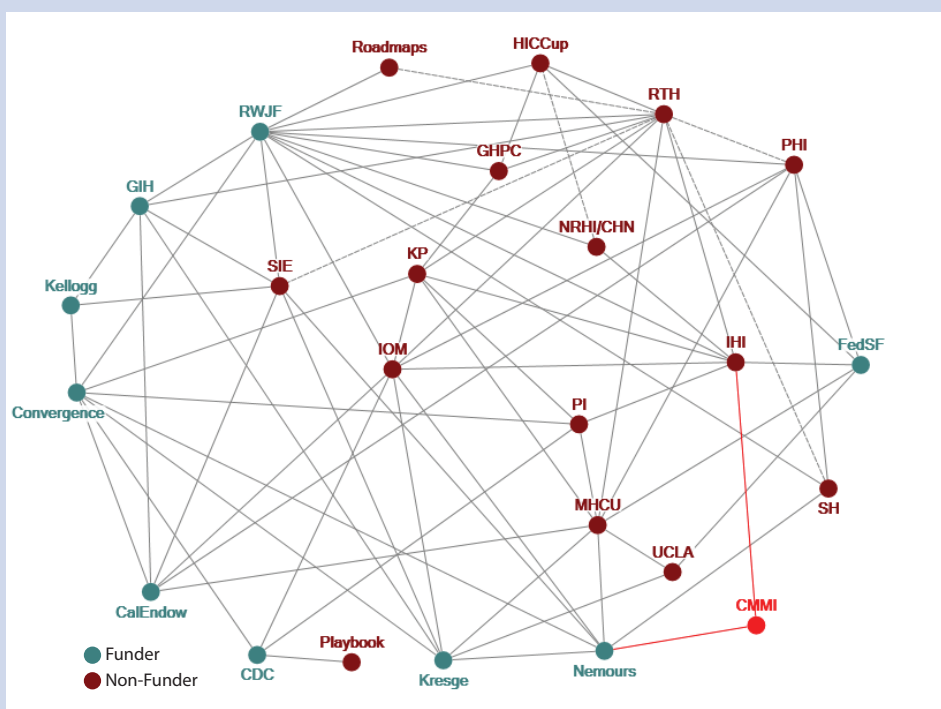 Roadmaps
HICCup
RTH
RWJF
PHI
GHPC
GIH
NRHI/CHN
KP
SIE
Kellogg
IOM
IHI
FedSF
Convergence
PI
MHCU
SH
UCLA
CMMI
CalEndow
Playbook
Funder
CDC
Nemours
Kresge
Non-Funder